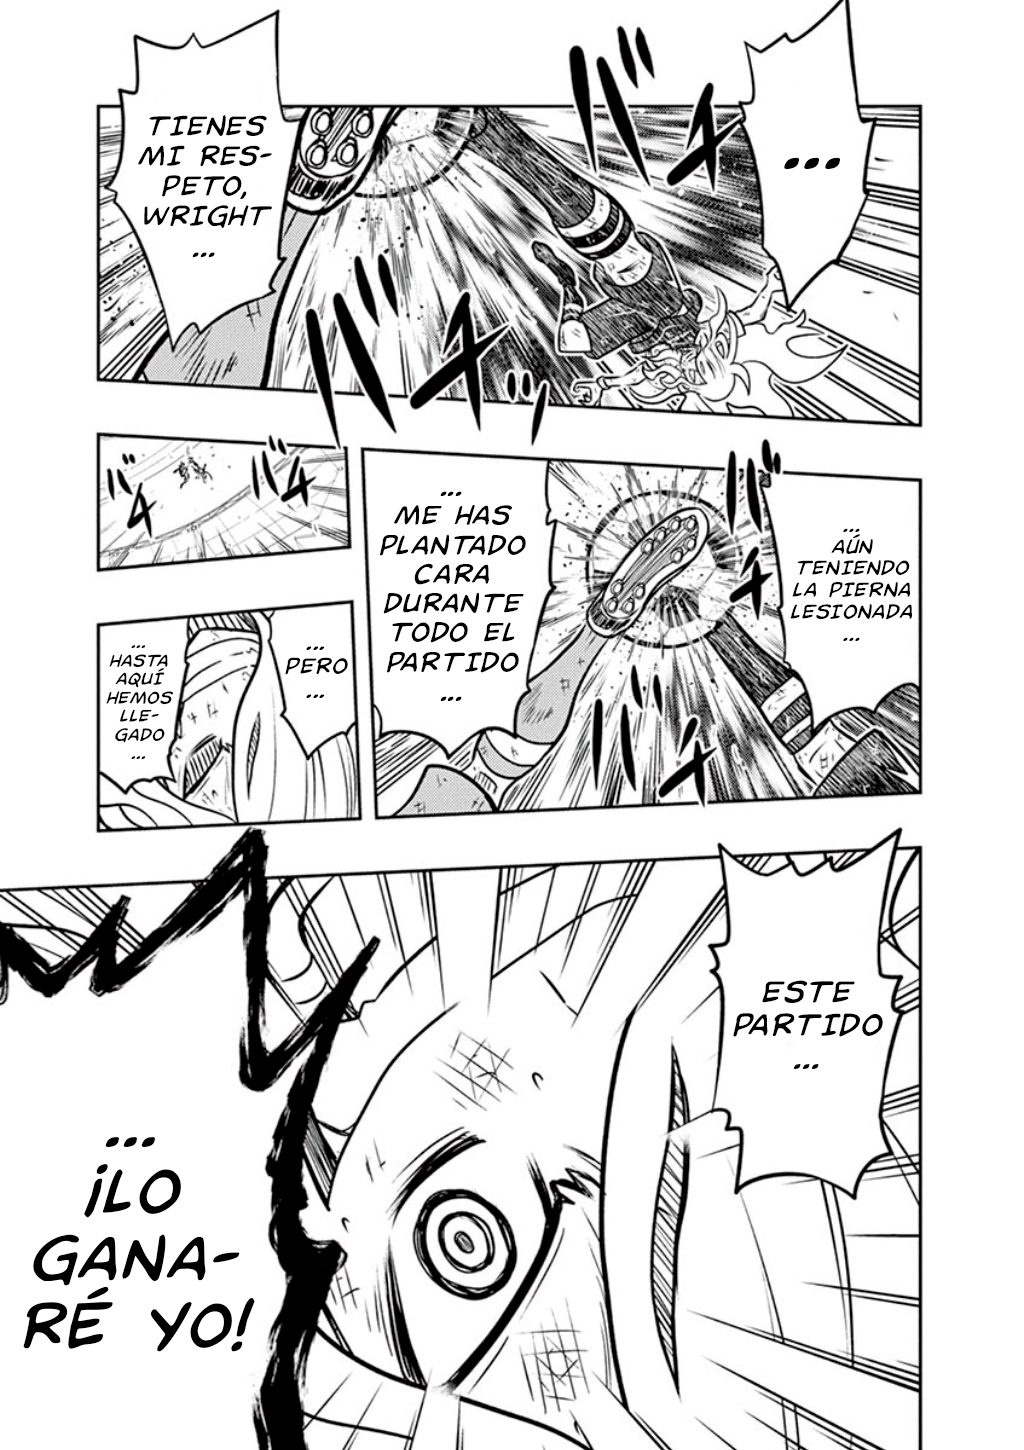 ...
TIENES
MI RES-
PETO,
WRIGHT
...
...
AÚN
TENIENDO
LA PIERNA
LESIONADA
...
...
ME HAS
PLANTADO
CARA
DURANTE
TODO EL
PARTIDO
...
...
PERO
...
...
HASTA
AQUÍ
HEMOS
LLE-
GADO
...
ESTE
PARTIDO
...
...
¡LO
GANA-
RÉ YO!